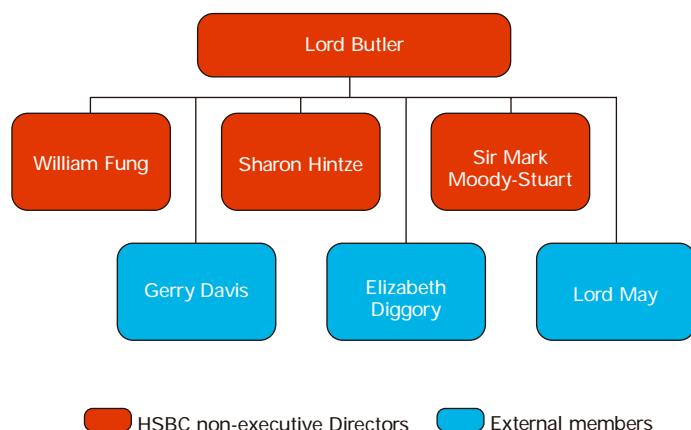 Lord Butler
William Fung
Sharon Hintze
Sir Mark
Moody-Stuart
Gerry Davis
Elizabeth
Diggory
Lord May
HSBC non-executive Directors
External members